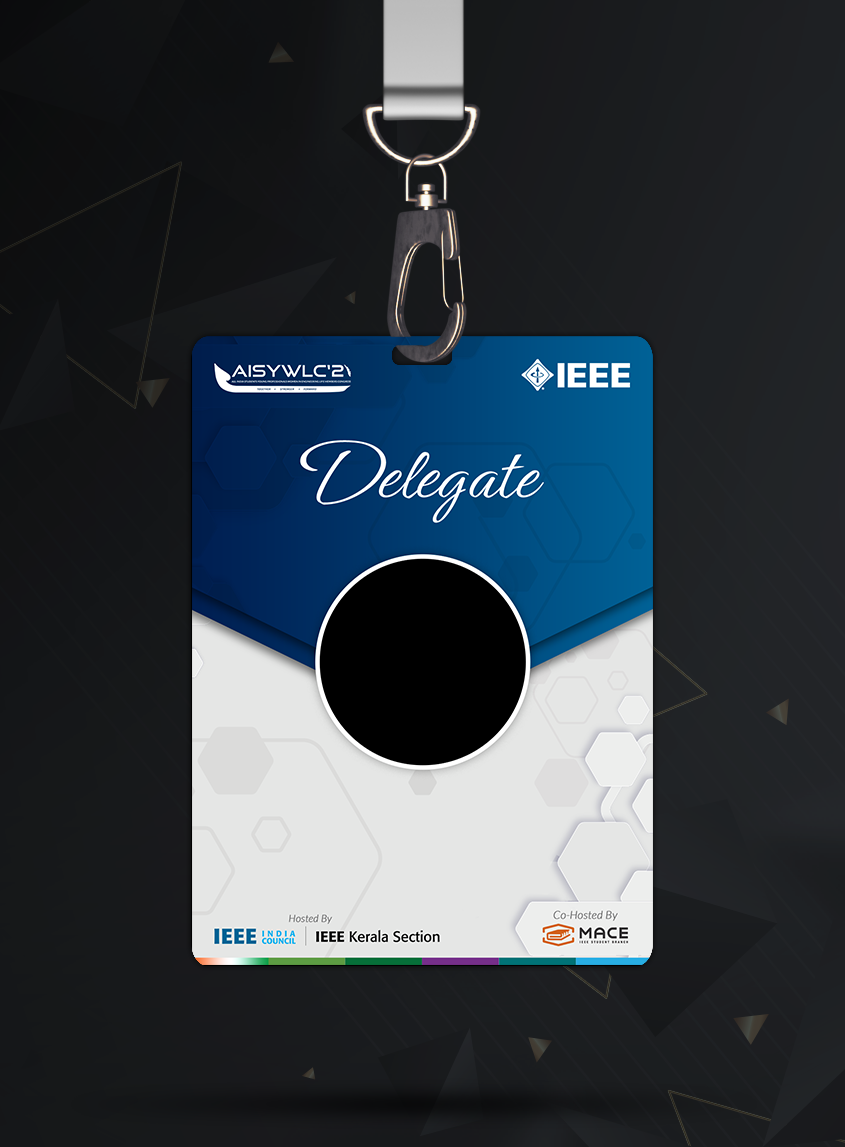 AISYWLC'21
IEEE
Delegate
Hosted By
IEEE INDIA COUNCIL
IEEE Kerala Section
Co-Hosted By
MACE
IEEE STUDENT BRANCH